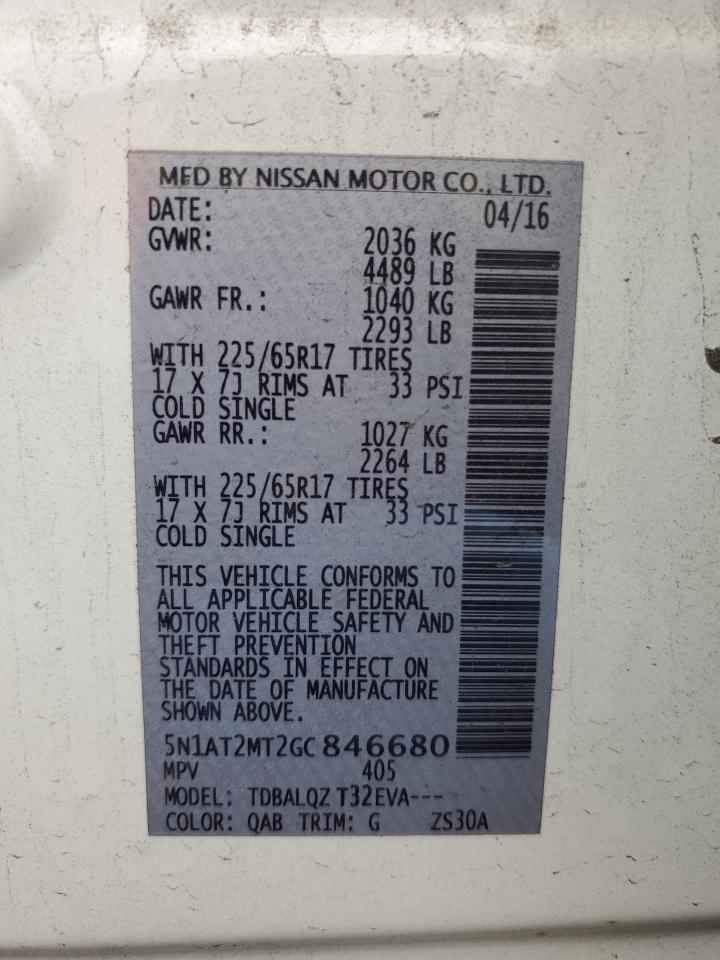 MFD BY NISSAN MOTOR CO., LTD.
DATE: 04/16
GVWR: 2036 KG
4489 LB
GAWR FR.: 1040 KG
2293 LB
WITH 225/65R17 TIRES
17 X 7J RIMS AT 33 PSI
COLD SINGLE
GAWR RR.: 1027 KG
2264 LB
WITH 225/65R17 TIRES
17 X 7J RIMS AT 33 PSI
COLD SINGLE
THIS VEHICLE CONFORMS TO
ALL APPLICABLE FEDERAL
MOTOR VEHICLE SAFETY AND
THEFT PREVENTION
STANDARDS IN EFFECT ON
THE DATE OF MANUFACTURE
SHOWN ABOVE.
5N1AT2MT2GC846680
MPV 405
MODEL: TDBALQZ T32EVA---
COLOR: QAB TRIM: G ZS30A